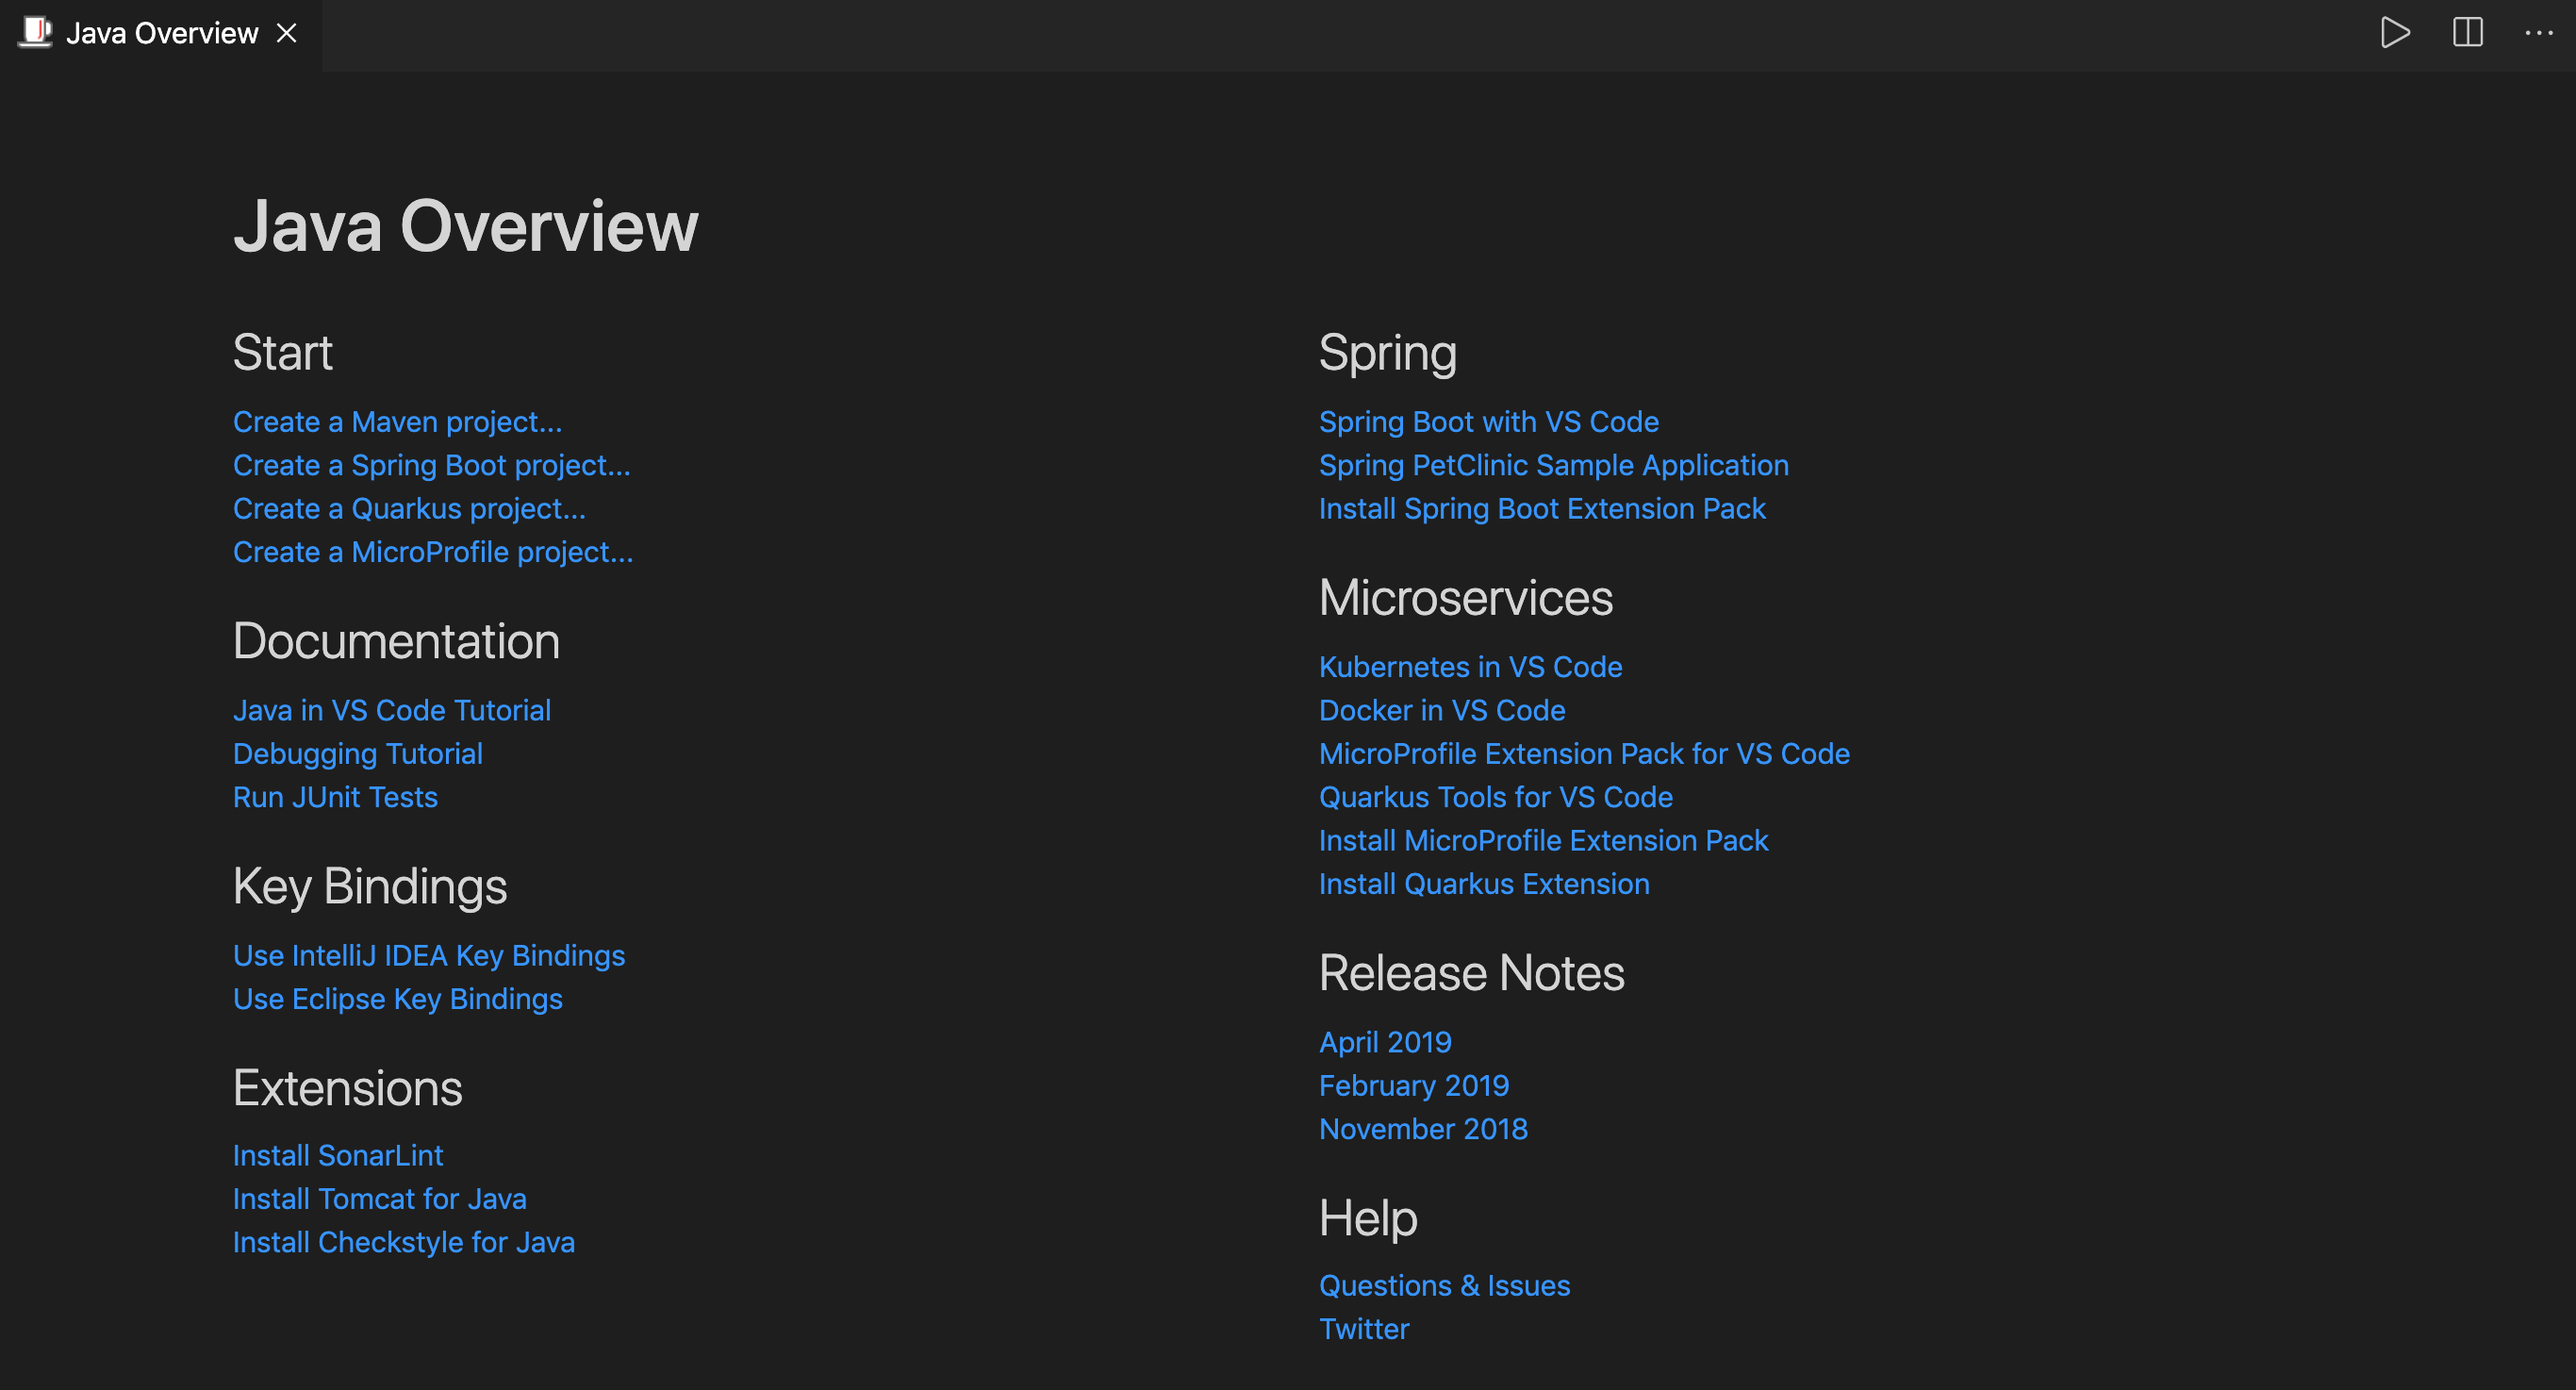 Java Overview
Java Overview
Start
Create a Maven project...
Create a Spring Boot project...
Create a Quarkus project...
Create a MicroProfile project...
Documentation
Java in VS Code Tutorial
Debugging Tutorial
Run JUnit Tests
Key Bindings
Use IntelliJ IDEA Key Bindings
Use Eclipse Key Bindings
Extensions
Install SonarLint
Install Tomcat for Java
Install Checkstyle for Java
Spring
Spring Boot with VS Code
Spring PetClinic Sample Application
Install Spring Boot Extension Pack
Microservices
Kubernetes in VS Code
Docker in VS Code
MicroProfile Extension Pack for VS Code
Quarkus Tools for VS Code
Install MicroProfile Extension Pack
Install Quarkus Extension
Release Notes
April 2019
February 2019
November 2018
Help
Questions & Issues
Twitter